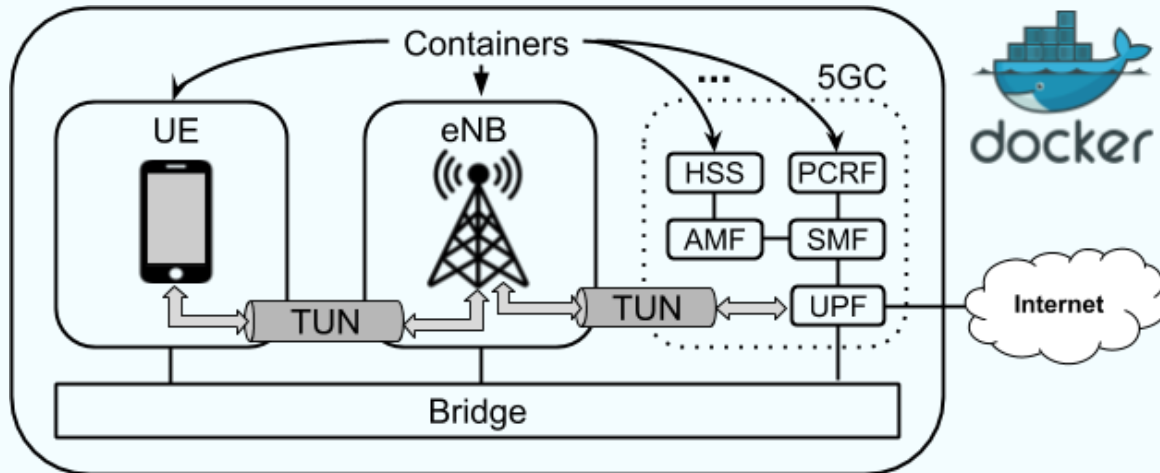 Containers
...
5GC
UE
eNB
HSS
PCRF
AMF
SMF
TUN
TUN
UPF
Internet
Bridge
docker